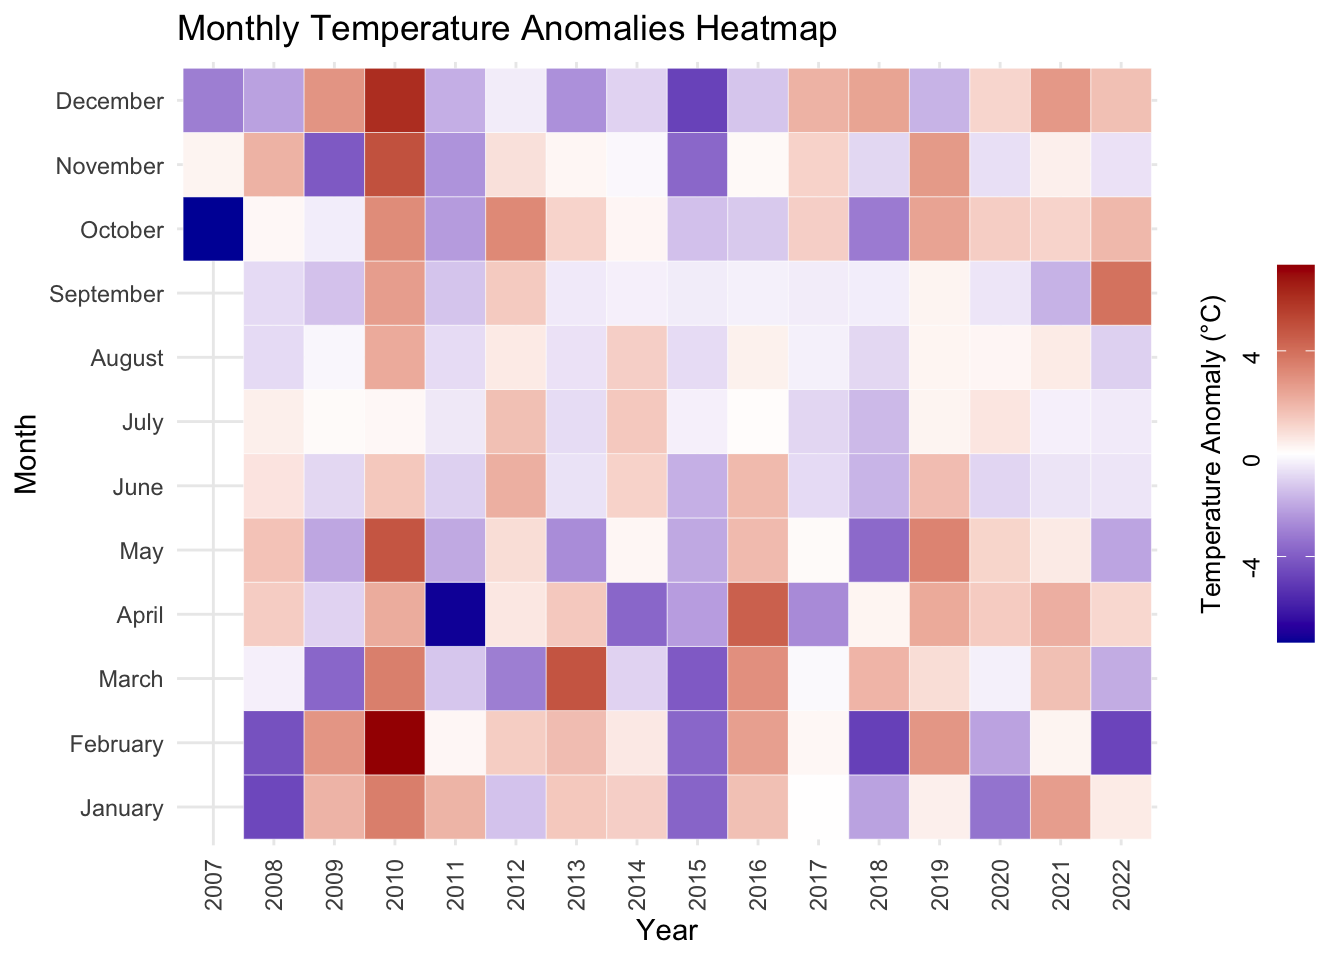 Monthly Temperature Anomalies Heatmap
December
November
October
September
August
July
June
May
April
March
February
January
Month
2007 2008 2009 2010 2011 2012 2013 2014 2015 2016 2017 2018 2019 2020 2021 2022
Year
Temperature Anomaly (°C)
4
0
-4